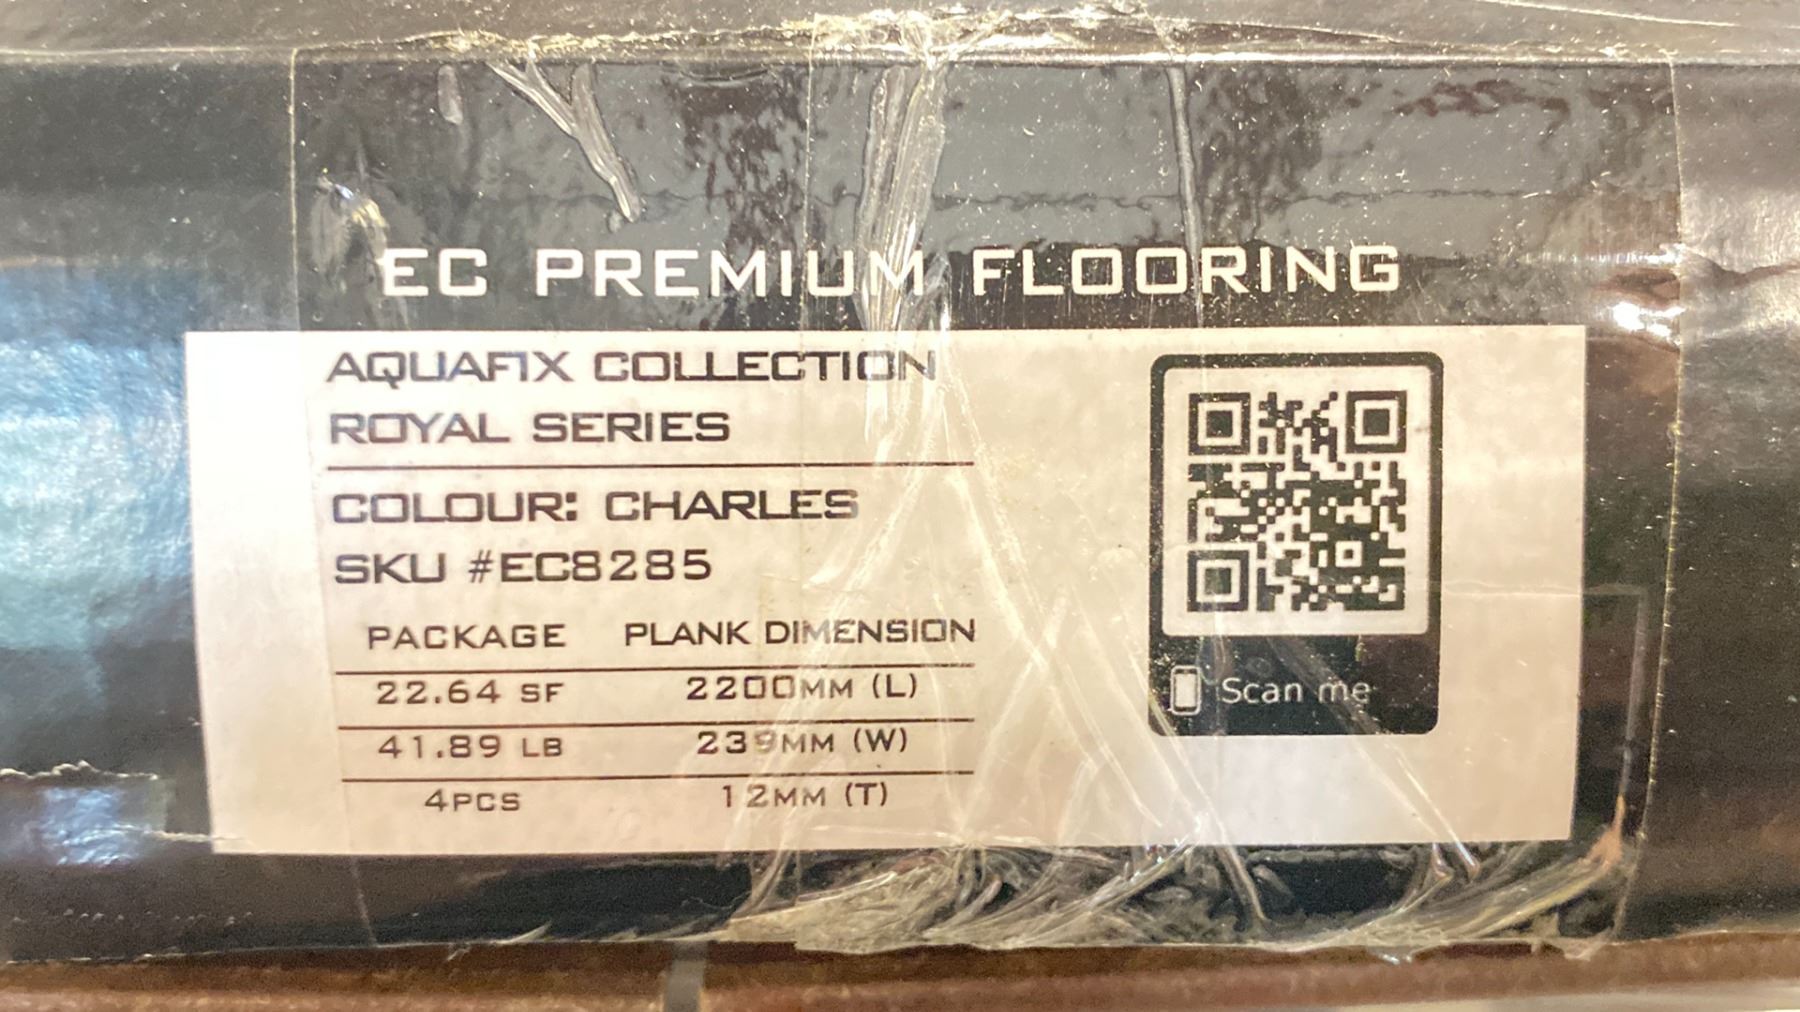 EC PREMIUM FLOORING
AQUAFIX COLLECTION
ROYAL SERIES
COLOUR: CHARLES
SKU #EC8285
PACKAGE PLANK DIMENSION
22.64 SF 2200MM (L)
41.89 LB 239MM (W)
4PCS 12MM (T)
Scan me